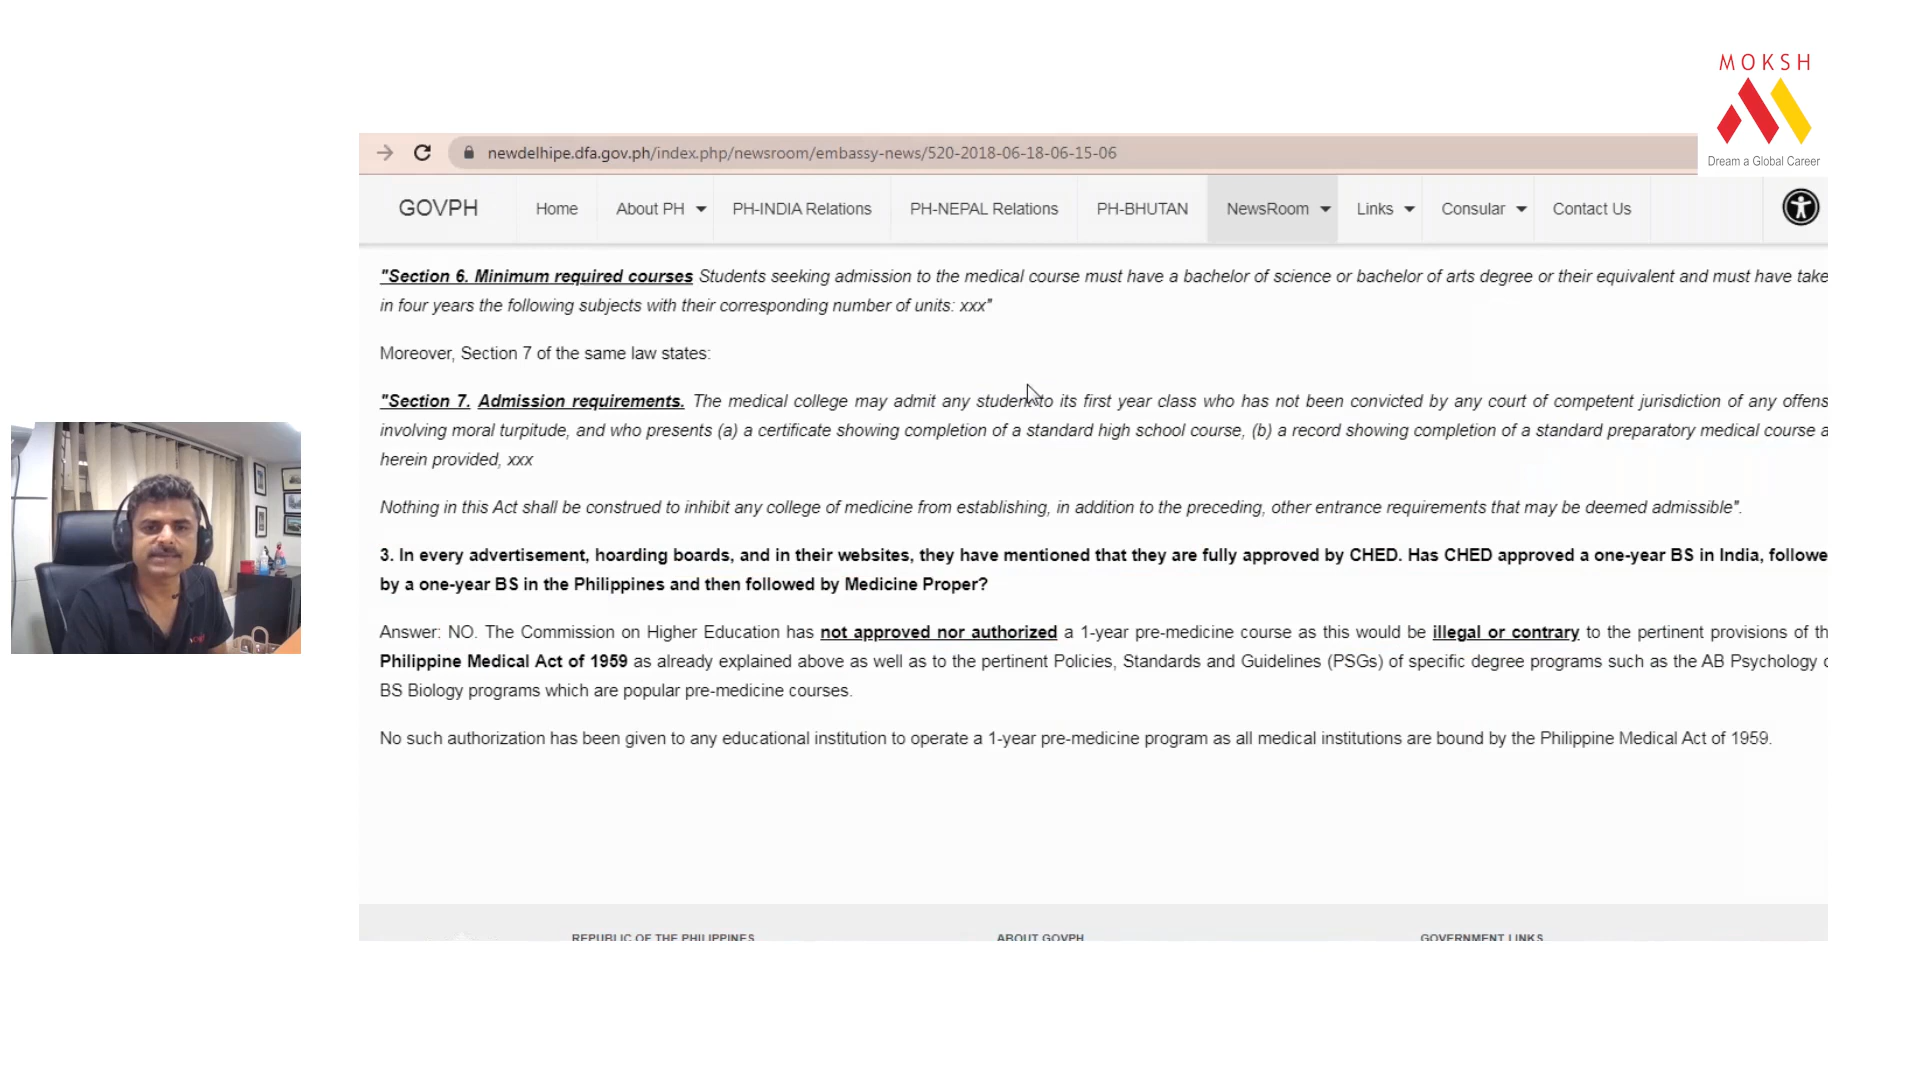 MOKSH
Dream a Global Career
newdelhipe.dfa.gov.ph/index.php/newsroom/embassy-news/520-2018-06-18-06-15-06
GOVPH Home About PH PH-INDIA Relations PH-NEPAL Relations PH-BHUTAN NewsRoom Links Consular Contact Us
"Section 6. Minimum required courses Students seeking admission to the medical course must have a bachelor of science or bachelor of arts degree or their equivalent and must have take
in four years the following subjects with their corresponding number of units: xxx"
Moreover, Section 7 of the same law states:
"Section 7. Admission requirements. The medical college may admit any student to its first year class who has not been convicted by any court of competent jurisdiction of any offens
involving moral turpitude, and who presents (a) a certificate showing completion of a standard high school course, (b) a record showing completion of a standard preparatory medical course a
herein provided, xxx
Nothing in this Act shall be construed to inhibit any college of medicine from establishing, in addition to the preceding, other entrance requirements that may be deemed admissible".
3. In every advertisement, hoarding boards, and in their websites, they have mentioned that they are fully approved by CHED. Has CHED approved a one-year BS in India, followe
by a one-year BS in the Philippines and then followed by Medicine Proper?
Answer: NO. The Commission on Higher Education has not approved nor authorized a 1-year pre-medicine course as this would be illegal or contrary to the pertinent provisions of th
Philippine Medical Act of 1959 as already explained above as well as to the pertinent Policies, Standards and Guidelines (PSGs) of specific degree programs such as the AB Psychology o
BS Biology programs which are popular pre-medicine courses.
No such authorization has been given to any educational institution to operate a 1-year pre-medicine program as all medical institutions are bound by the Philippine Medical Act of 1959.
REPUBLIC OF THE PHILIPPINES ABOUT GOVPH GOVERNMENT LINKS